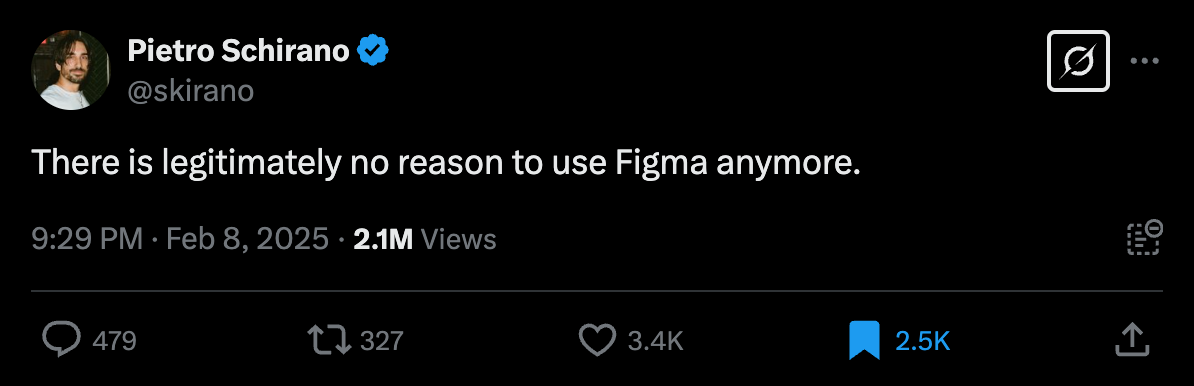 Pietro Schirano
@skirano
There is legitimately no reason to use Figma anymore.
9:29 PM · Feb 8, 2025 · 2.1M Views
479 327 3.4K 2.5K